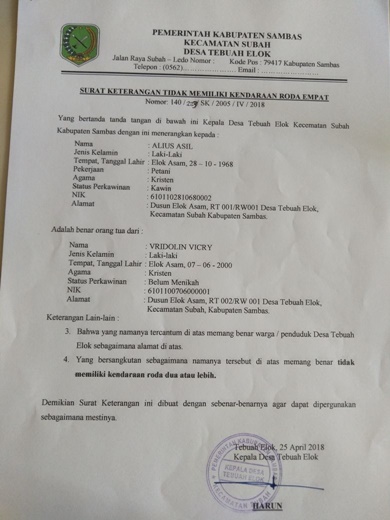 PEMERINTAH KABUPATEN SAMBAS
KECAMATAN SUBAH
DESA TEBUAH ELOK
Jalan Raya Subah – Ledo Nomor : Kode Pos : 79417 Kabupaten Sambas
Telepon : (0562)................... Email : ......................
SURAT KETERANGAN TIDAK MEMILIKI KENDARAAN RODA EMPAT
Nomor: 140 / / SK / 2005 / IV / 2018
Yang bertanda tanda tangan di bawah ini Kepala Desa Tebuah Elok Kecematan Subah
Kabupaten Sambas dengan ini menerangkan kepada :
Nama : ALIUS ASIL
Jenis Kelamin : Laki-Laki
Tempat, Tanggal Lahir : Elok Asam, 28 – 10 - 1968
Pekerjaan : Petani
Agama : Kristen
Status Perkawinan : Kawin
NIK : 6101102810680002
Alamat : Dusun Elok Asam, RT 001/RW001 Desa Tebuah Elok,
Kecamatan Subah Kabupaten Sambas.
Adalah benar orang tua dari :
Nama : VRIDOLIN VICRY
Jenis Kelamin : Laki-laki
Tempat, Tanggal Lahir : Elok Asam, 07 – 06 - 2000
Agama : Kristen
Status Perkawinan : Belum Menikah
NIK : 6101100706000001
Alamat : Dusun Elok Asam, RT 002/RW 001 Desa Tebuah Elok,
Kecamatan Subah, Kabupaten Sambas.
Keterangan Lain-lain :
3. Bahwa yang namanya tercantum di atas memang benar warga / penduduk Desa Tebuah
Elok sebagaimana alamat di atas.
4. Yang bersangkutan sebagaimana namanya tersebut di atas memang benar tidak
memiliki kendaraan roda dua atau lebih.
Demikian Surat Keterangan ini dibuat dengan sebenar-benarnya agar dapat dipergunakan
sebagaimana mestinya.
Tebuah Elok, 25 April 2018
Kepala Desa Tebuah Elok
KEPALA DESA
TEBUAH ELOK
HARUN